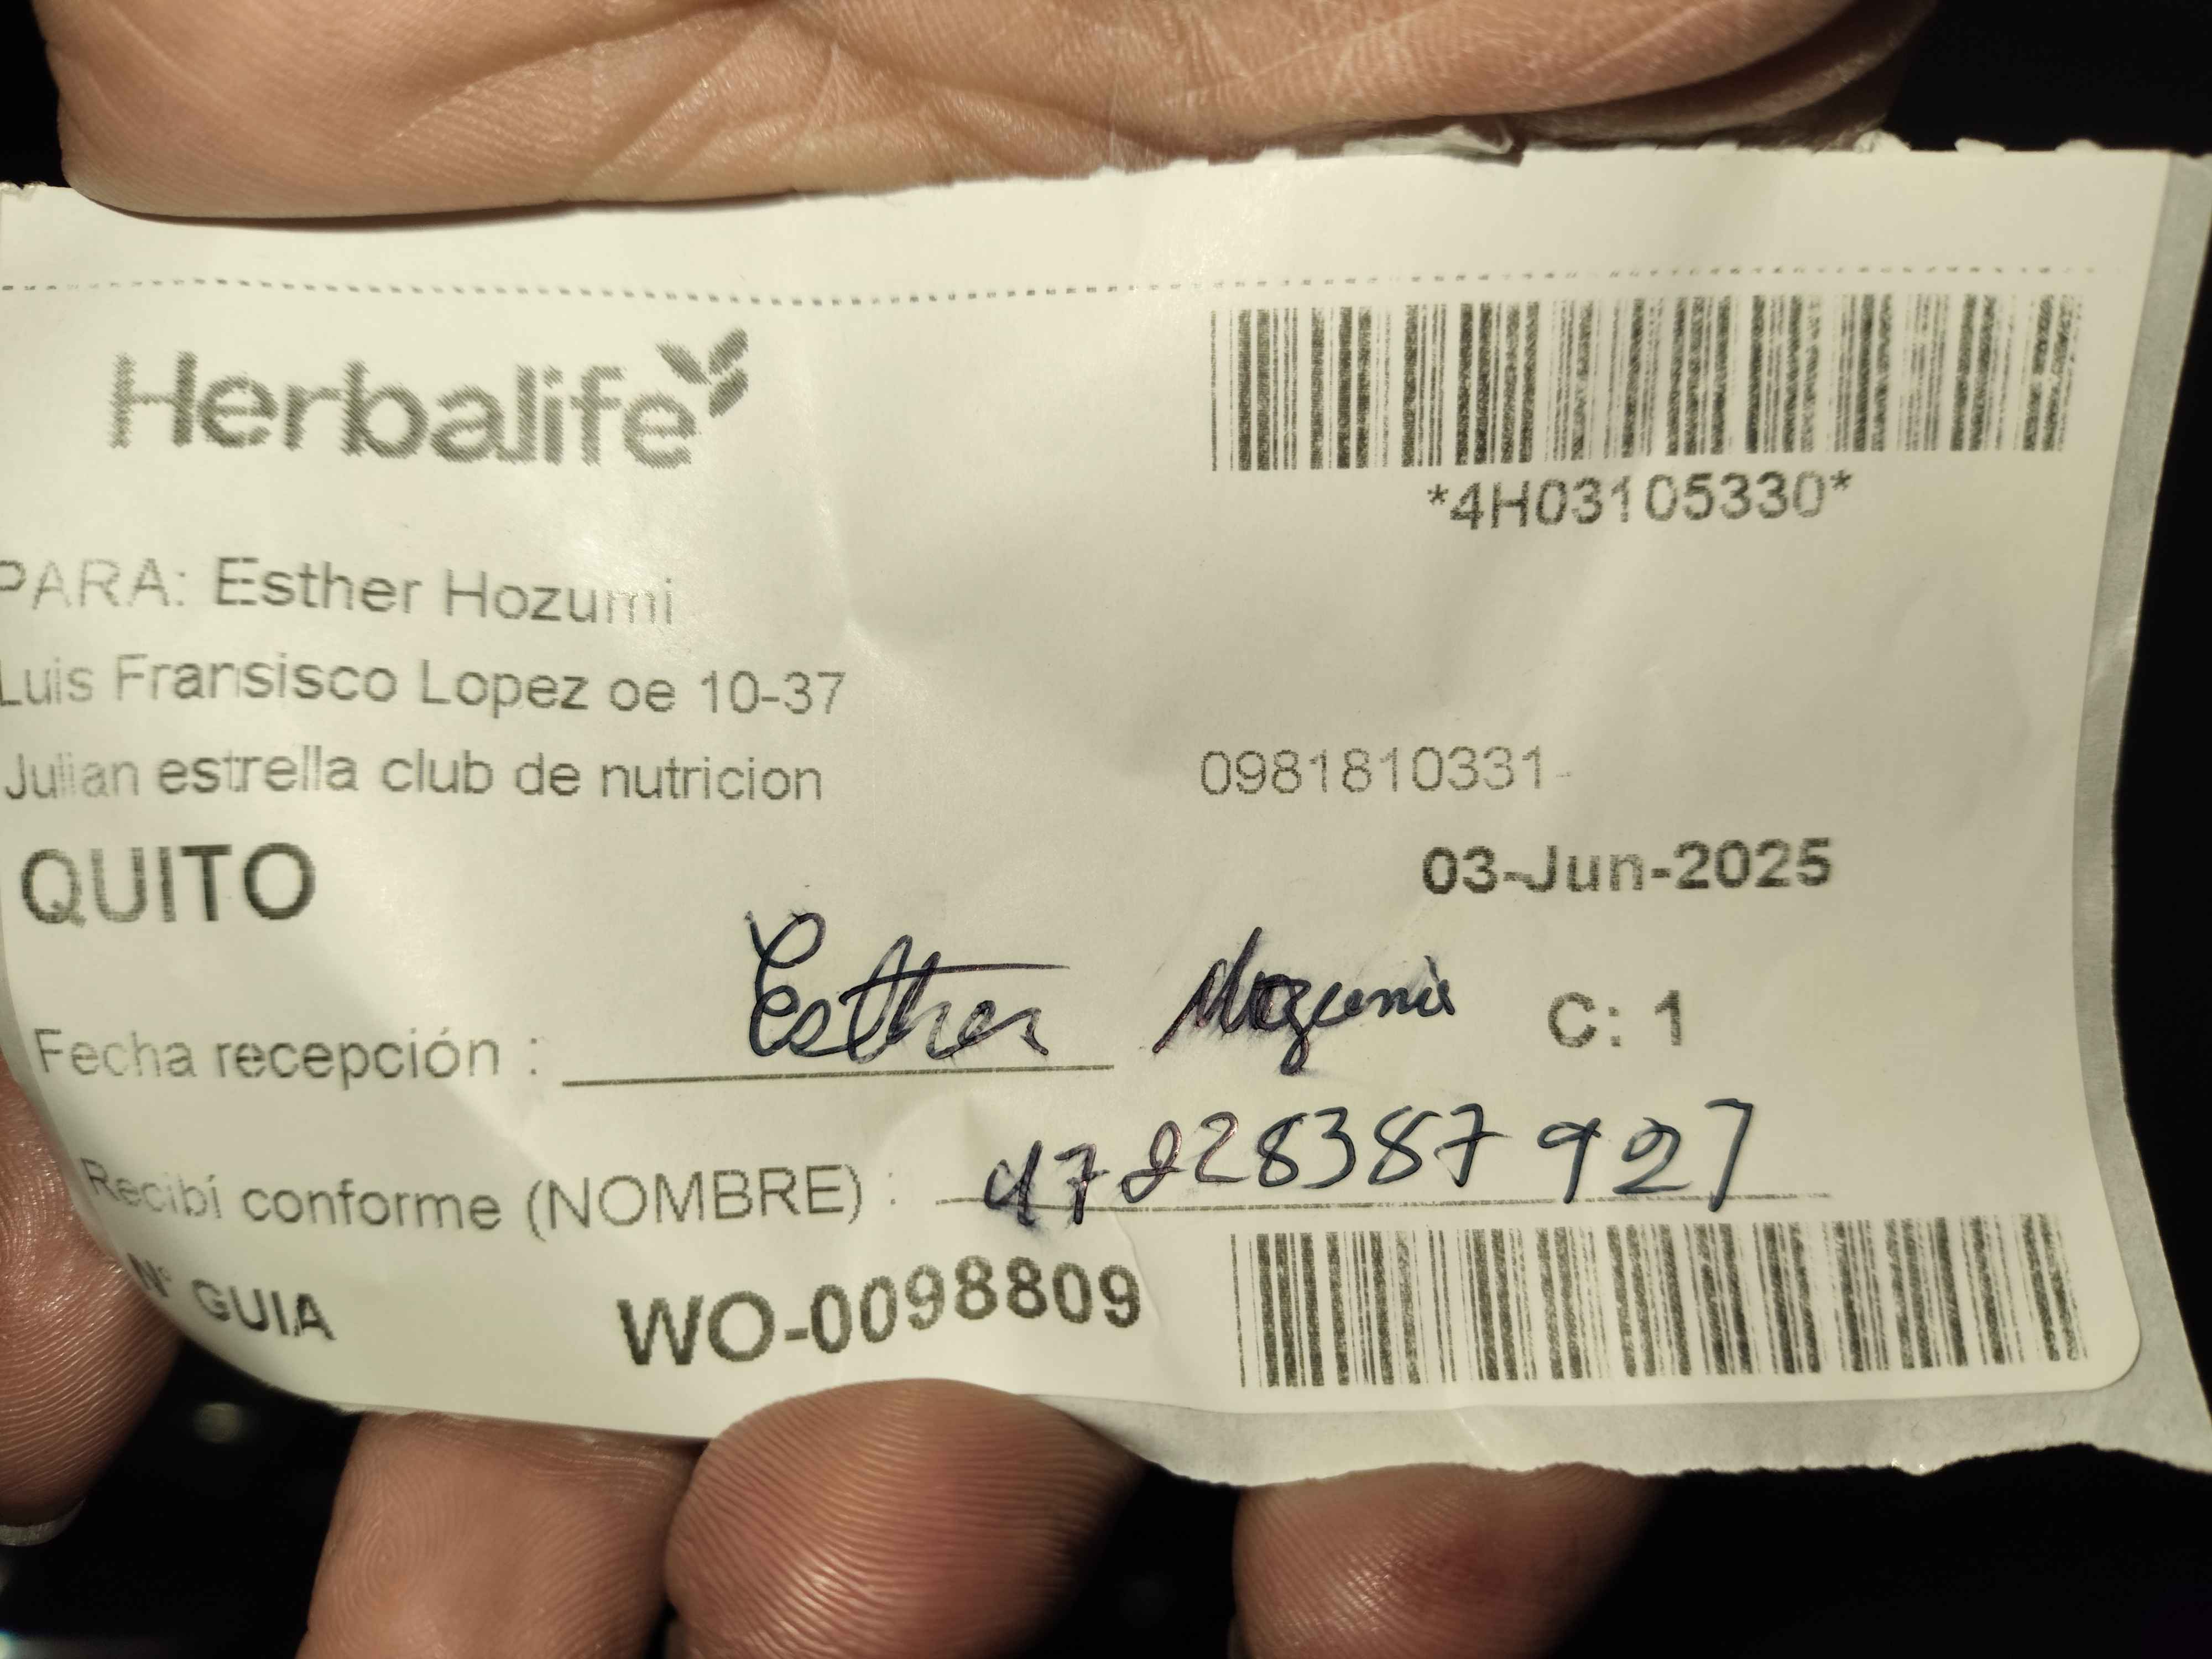 Herbalife
*4H03105330*
PARA: Esther Hozumi
Luis Fransisco Lopez oe 10-37
Julian estrella club de nutricion 0981810331-
QUITO 03-Jun-2025
Fecha recepción : Esther C: 1
Recibí conforme (NOMBRE) :
N° GUIA WO-0098809